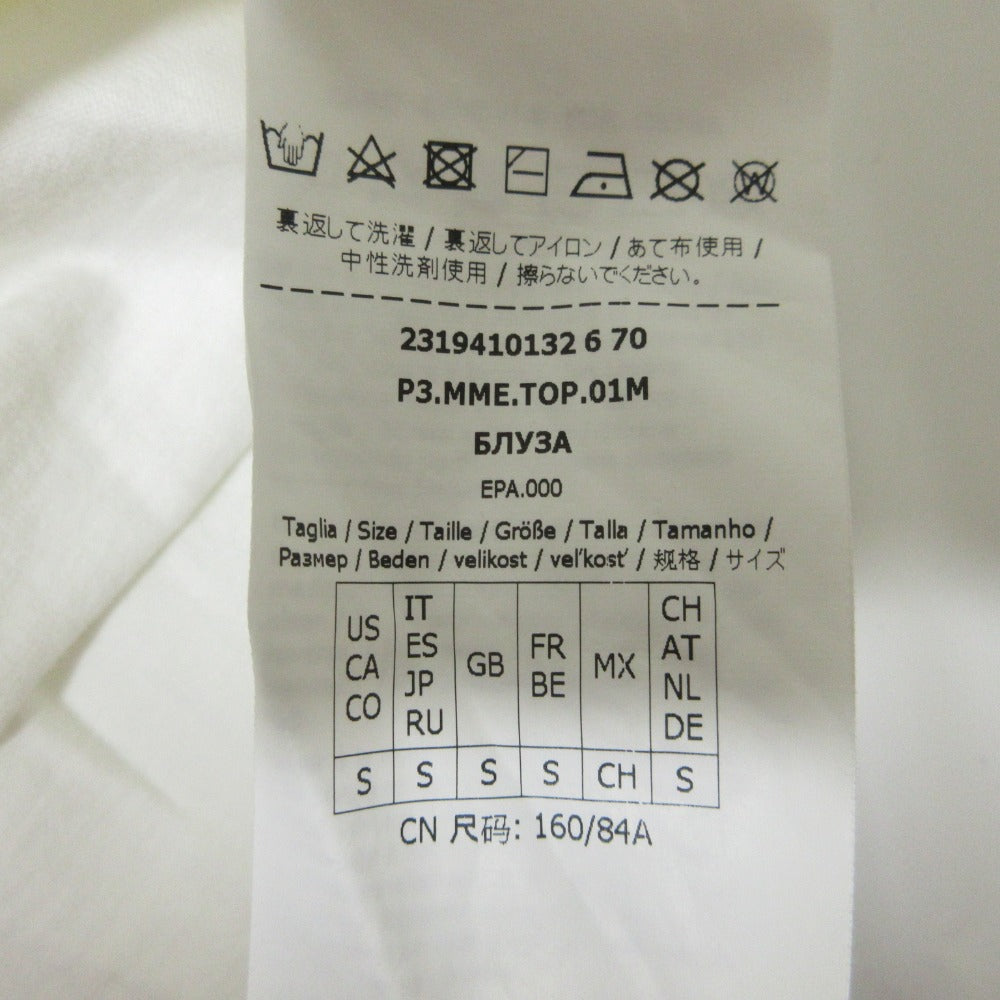 裏返して洗濯 / 裏返してアイロン / あて布使用 /
中性洗剤使用 / 擦らないでください。
2319410132 6 70
P3.MME.TOP.01M
БЛУЗА
EPA.000
Taglia / Size / Taille / Größe / Talla / Tamanho /
Размер / Beden / velikost / veľkosť / 规格 / サイズ
US CA CO | IT ES JP RU | GB | FR BE | MX | CH AT NL DE
S | S | S | S | CH | S
CN 尺码: 160/84A